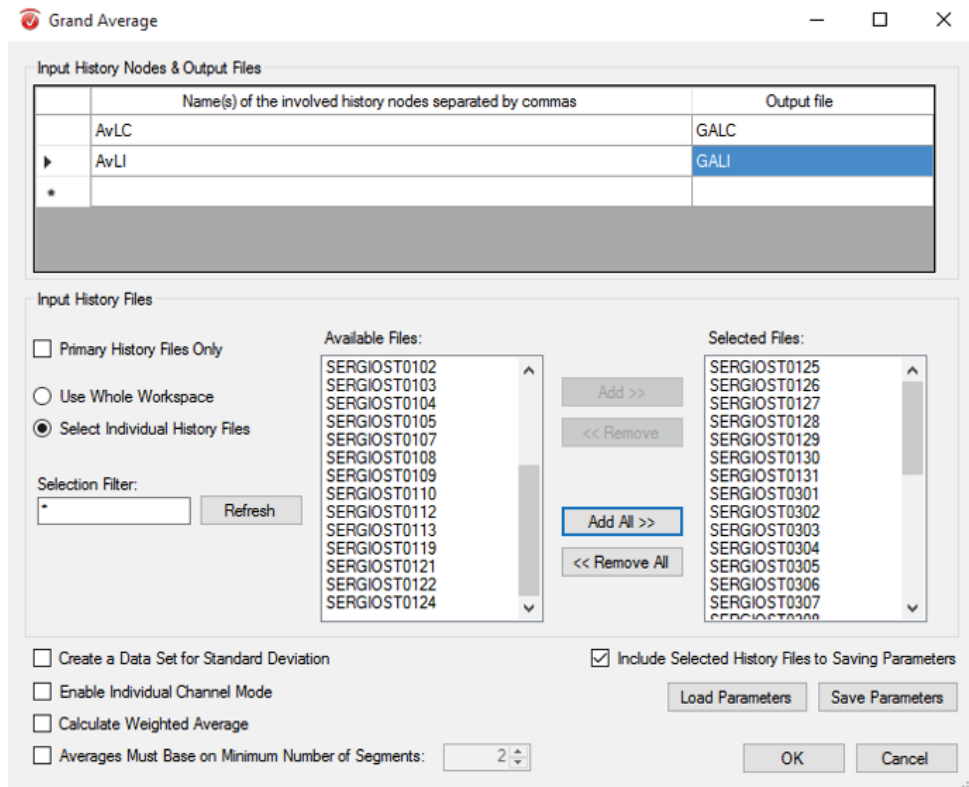 Grand Average
Input History Nodes & Output Files
Name(s) of the involved history nodes separated by commas
Output file
AvLC
GALC
AvLI
GALI
*
Input History Files
Primary History Files Only
Use Whole Workspace
Select Individual History Files
Selection Filter:
*
Refresh
Available Files:
SERGIOST0102
SERGIOST0103
SERGIOST0104
SERGIOST0105
SERGIOST0107
SERGIOST0108
SERGIOST0109
SERGIOST0110
SERGIOST0112
SERGIOST0113
SERGIOST0119
SERGIOST0121
SERGIOST0122
SERGIOST0124
Add >>
<< Remove
Add All >>
<< Remove All
Selected Files:
SERGIOST0125
SERGIOST0126
SERGIOST0127
SERGIOST0128
SERGIOST0129
SERGIOST0130
SERGIOST0131
SERGIOST0301
SERGIOST0302
SERGIOST0303
SERGIOST0304
SERGIOST0305
SERGIOST0306
SERGIOST0307
Create a Data Set for Standard Deviation
Enable Individual Channel Mode
Calculate Weighted Average
Averages Must Base on Minimum Number of Segments:
2
Include Selected History Files to Saving Parameters
Load Parameters
Save Parameters
OK
Cancel